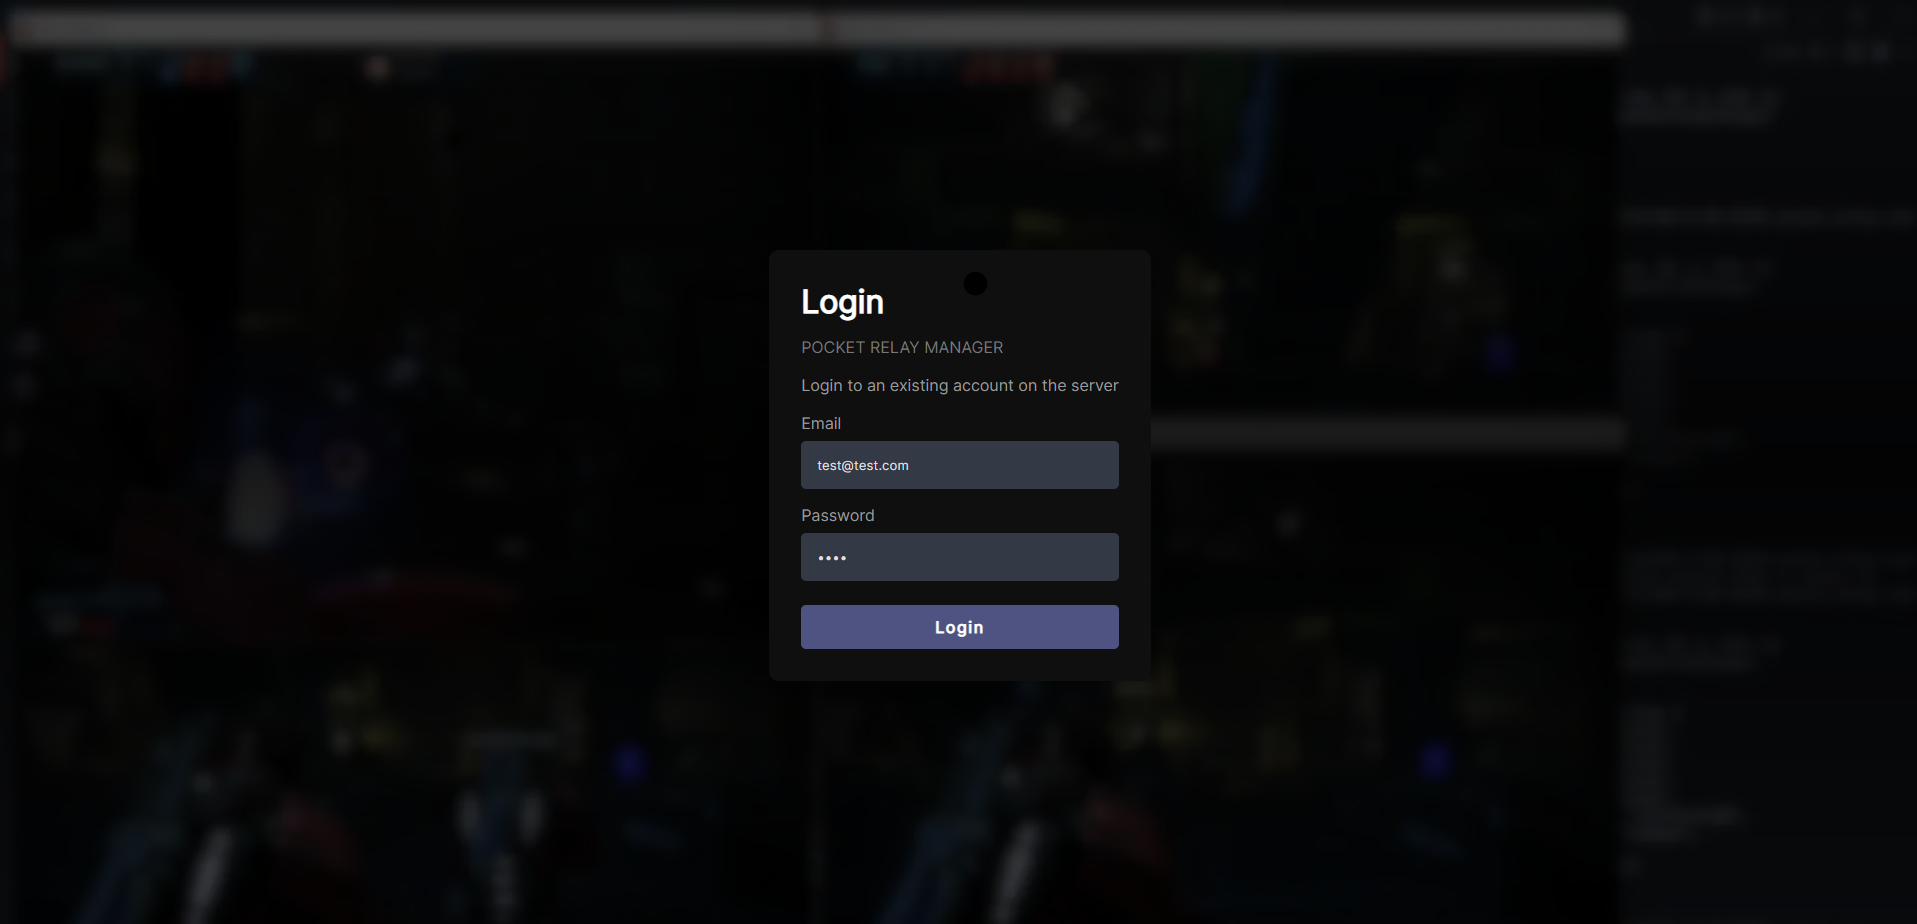 Login
POCKET RELAY MANAGER
Login to an existing account on the server
Email
test@test.com
Password
••••
Login